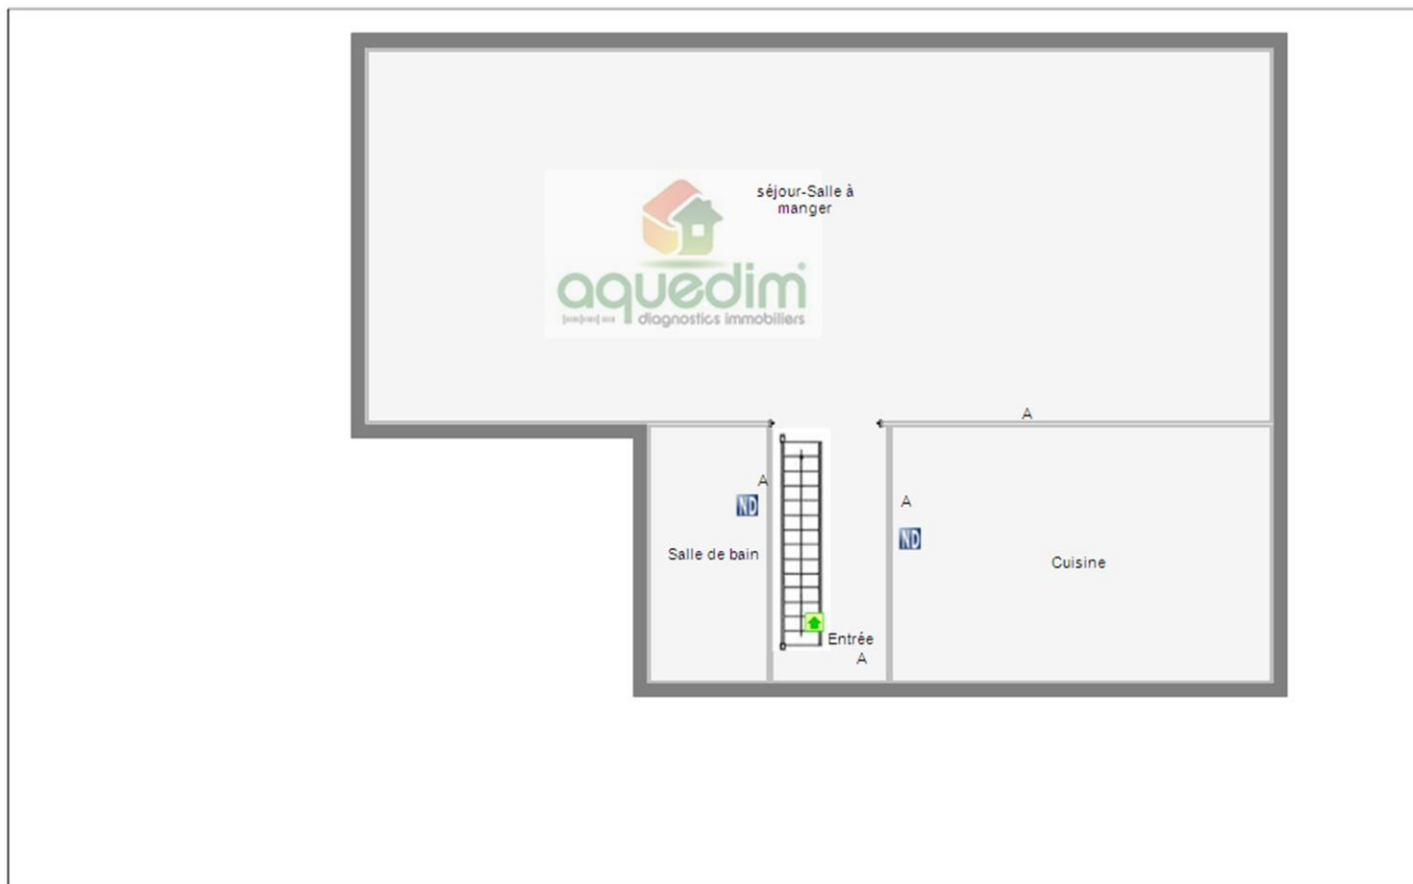 séjour-Salle à
manger
aquedim
diagnostics immobiliers
A
A
ND
A
ND
Salle de bain
Cuisine
Entrée
A